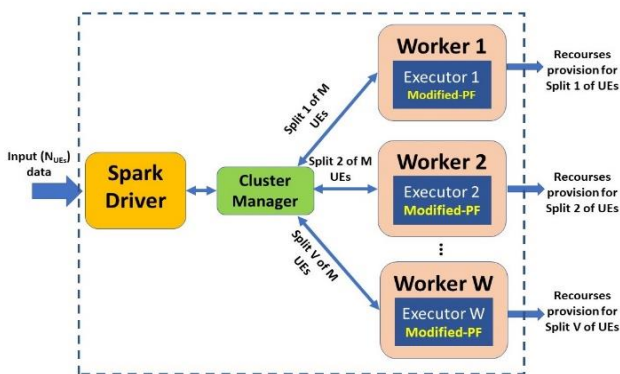 Input (NUEs)
data
Spark
Driver
Cluster
Manager
Split 1 of M
UEs
Split 2 of M
UEs
Split V of M
UEs
Worker 1
Executor 1
Modified-PF
Recourses
provision for
Split 1 of UEs
Worker 2
Executor 2
Modified-PF
Recourses
provision for
Split 2 of UEs
...
Worker W
Executor W
Modified-PF
Recourses
provision for
Split V of UEs